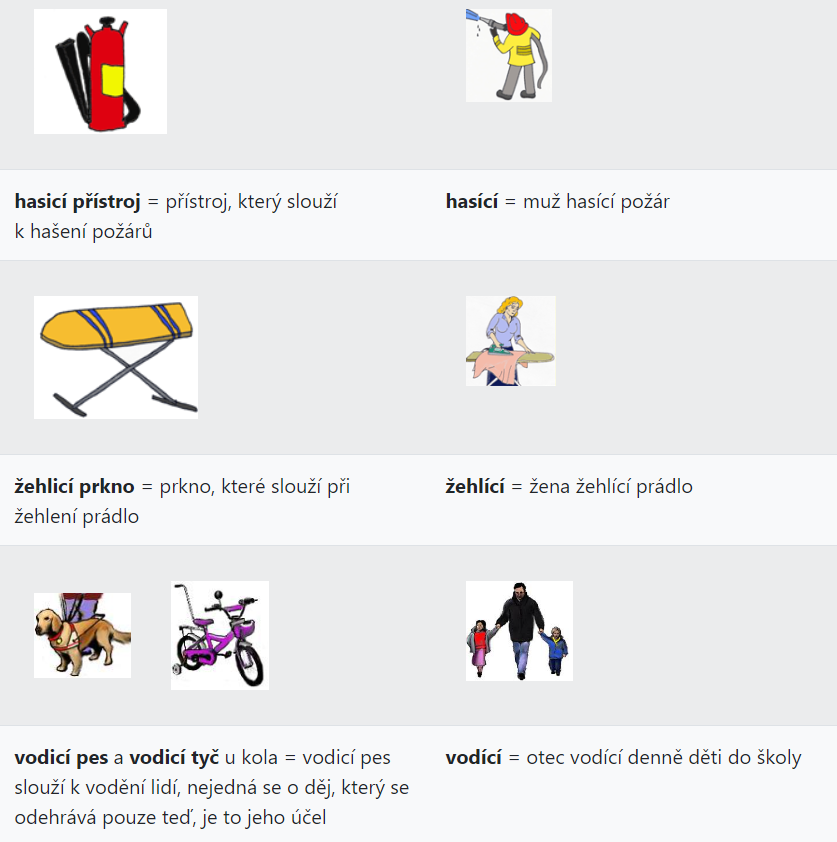 hasicí přístroj = přístroj, který slouží
k hašení požárů
hasící = muž hasící požár
žehlicí prkno = prkno, které slouží při
žehlení prádlo
žehlící = žena žehlící prádlo
vodicí pes a vodicí tyč u kola = vodicí pes
slouží k vodění lidí, nejedná se o děj, který se
odehrává pouze teď, je to jeho účel
vodící = otec vodící denně děti do školy